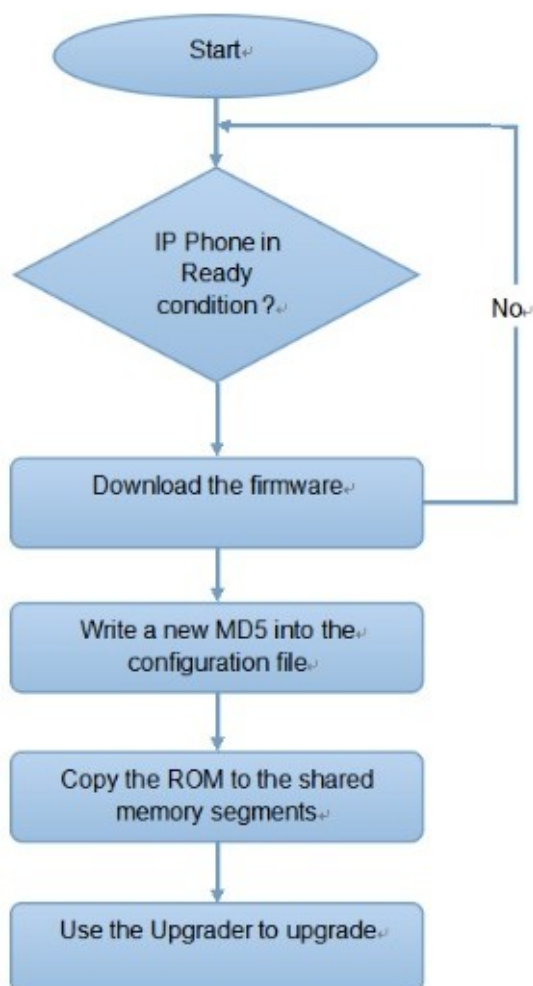 Start
IP Phone in
Ready
condition ?
No
Download the firmware
Write a new MD5 into the
configuration file
Copy the ROM to the shared
memory segments
Use the Upgrader to upgrade